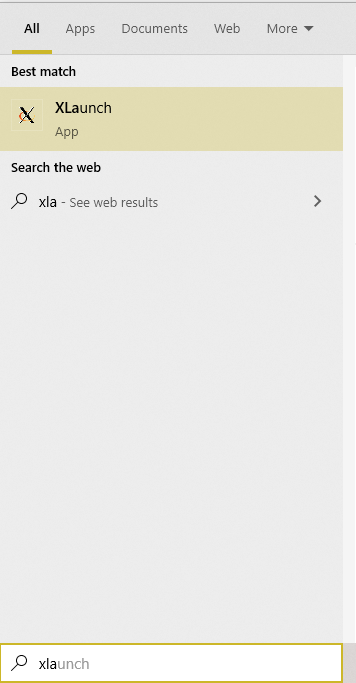 All Apps Documents Web More
Best match
XLaunch
App
Search the web
xla - See web results
xlaunch